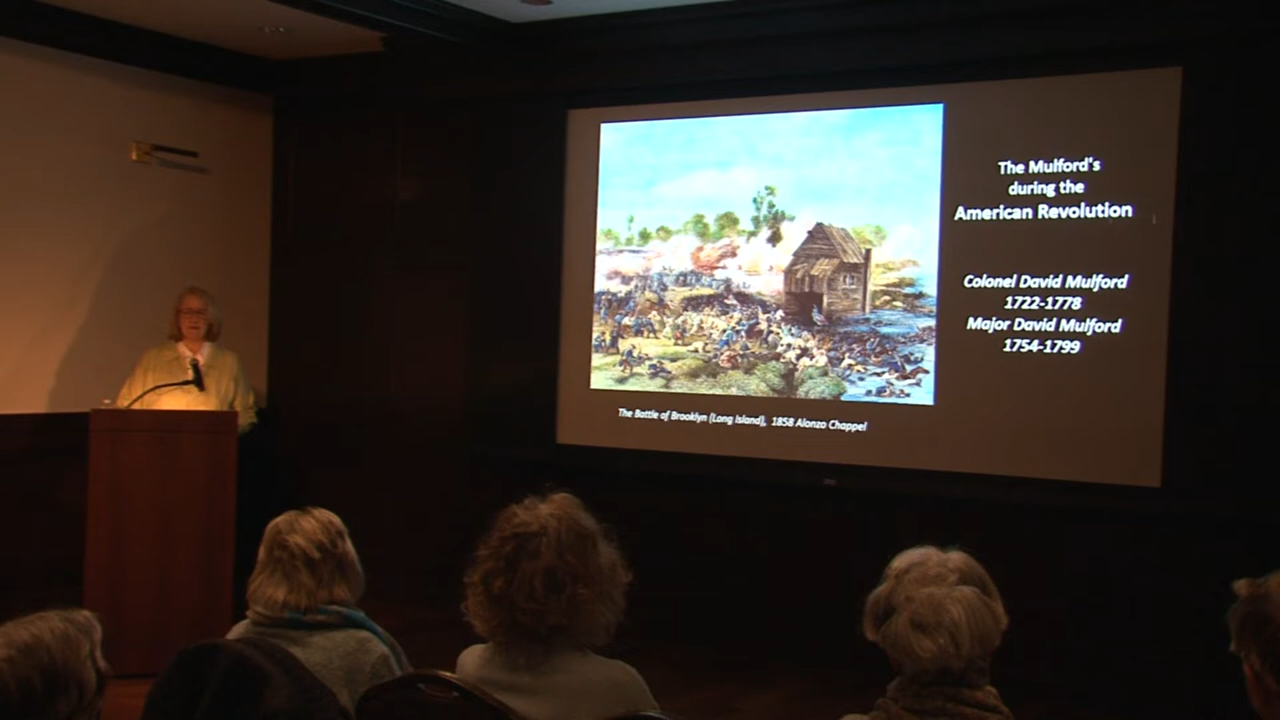 The Mulford's
during the
American Revolution
Colonel David Mulford
1722-1778
Major David Mulford
1754-1799
The Battle of Brooklyn (Long Island), 1858 Alonzo Chappel